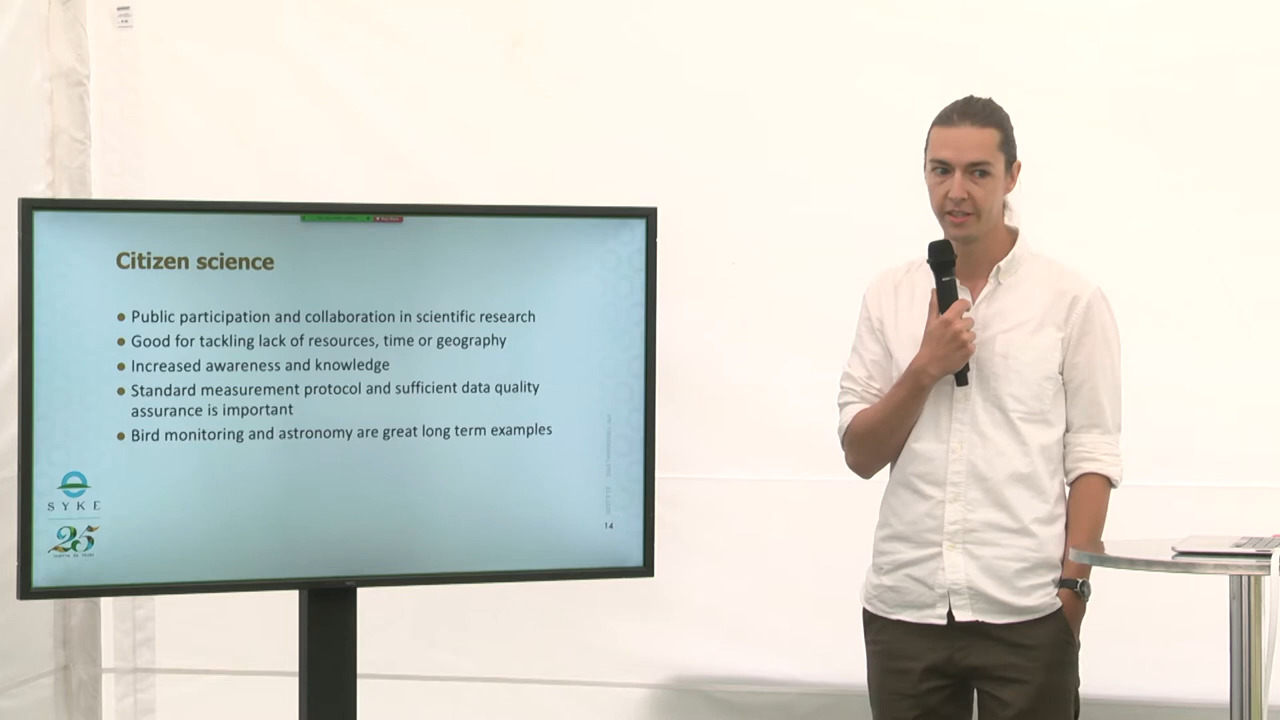 Citizen science
Public participation and collaboration in scientific research
Good for tackling lack of resources, time or geography
Increased awareness and knowledge
Standard measurement protocol and sufficient data quality
assurance is important
Bird monitoring and astronomy are great long term examples
SYKE
25
14